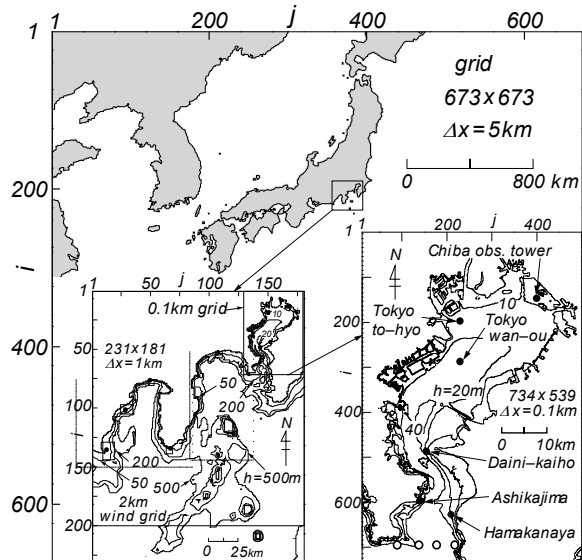 j
1 200 400 600
1
200
i
400
600
grid
673x673
Δx=5km
0 800 km
j
1 50 100 150
0.1km grid
1
50
100
i
150
200
231x181
Δx=1km
10
20
50
200
N
200
50
500
h=500m
2km
wind grid
0 25km
j
1 200 400
1
200
i
400
600
Chiba obs. tower
N
10
Tokyo
to–hyo
Tokyo
wan–ou
h=20m
734x539
Δx=0.1km
0 10km
40
Daini–kaiho
Ashikajima
Hamakanaya